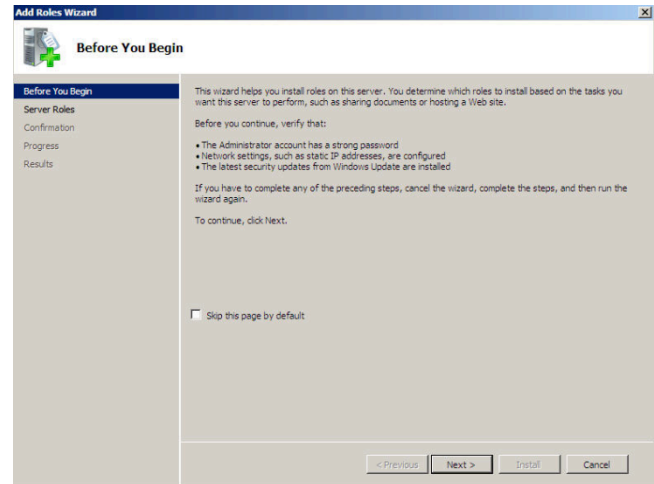 Add Roles Wizard
Before You Begin
Before You Begin
Server Roles
Confirmation
Progress
Results
This wizard helps you install roles on this server. You determine which roles to install based on the tasks you
want this server to perform, such as sharing documents or hosting a Web site.
Before you continue, verify that:
• The Administrator account has a strong password
• Network settings, such as static IP addresses, are configured
• The latest security updates from Windows Update are installed
If you have to complete any of the preceding steps, cancel the wizard, complete the steps, and then run the
wizard again.
To continue, click Next.
Skip this page by default
< Previous Next > Install Cancel